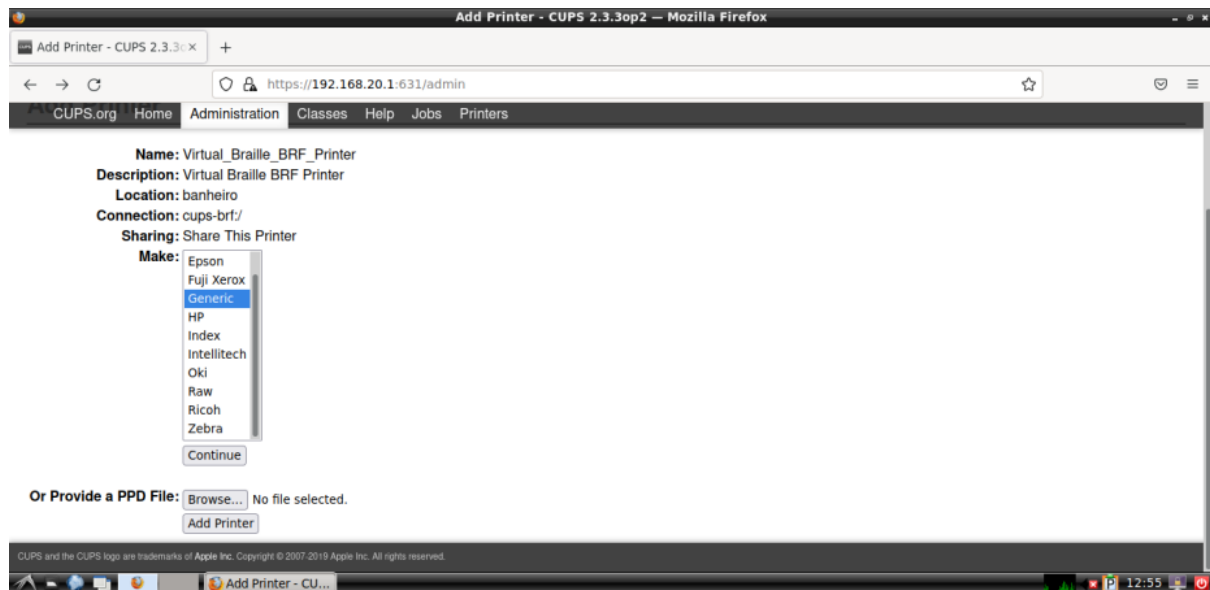 Add Printer - CUPS 2.3.3op2 — Mozilla Firefox
Add Printer - CUPS 2.3.3
https://192.168.20.1:631/admin
Add Printer
CUPS.org Home Administration Classes Help Jobs Printers
Name: Virtual_Braille_BRF_Printer
Description: Virtual Braille BRF Printer
Location: banheiro
Connection: cups-brf:/
Sharing: Share This Printer
Make:
Epson
Fuji Xerox
Generic
HP
Index
Intellitech
Oki
Raw
Ricoh
Zebra
Continue
Or Provide a PPD File: Browse... No file selected.
Add Printer
CUPS and the CUPS logo are trademarks of Apple Inc. Copyright © 2007-2019 Apple Inc. All rights reserved.
Add Printer - CU... 12:55